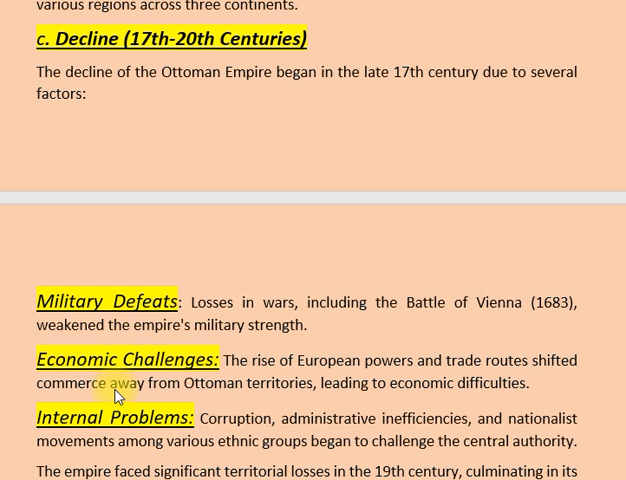 various regions across three continents.
c. Decline (17th-20th Centuries)
The decline of the Ottoman Empire began in the late 17th century due to several
factors:
Military Defeats: Losses in wars, including the Battle of Vienna (1683),
weakened the empire's military strength.
Economic Challenges: The rise of European powers and trade routes shifted
commerce away from Ottoman territories, leading to economic difficulties.
Internal Problems: Corruption, administrative inefficiencies, and nationalist
movements among various ethnic groups began to challenge the central authority.
The empire faced significant territorial losses in the 19th century, culminating in its